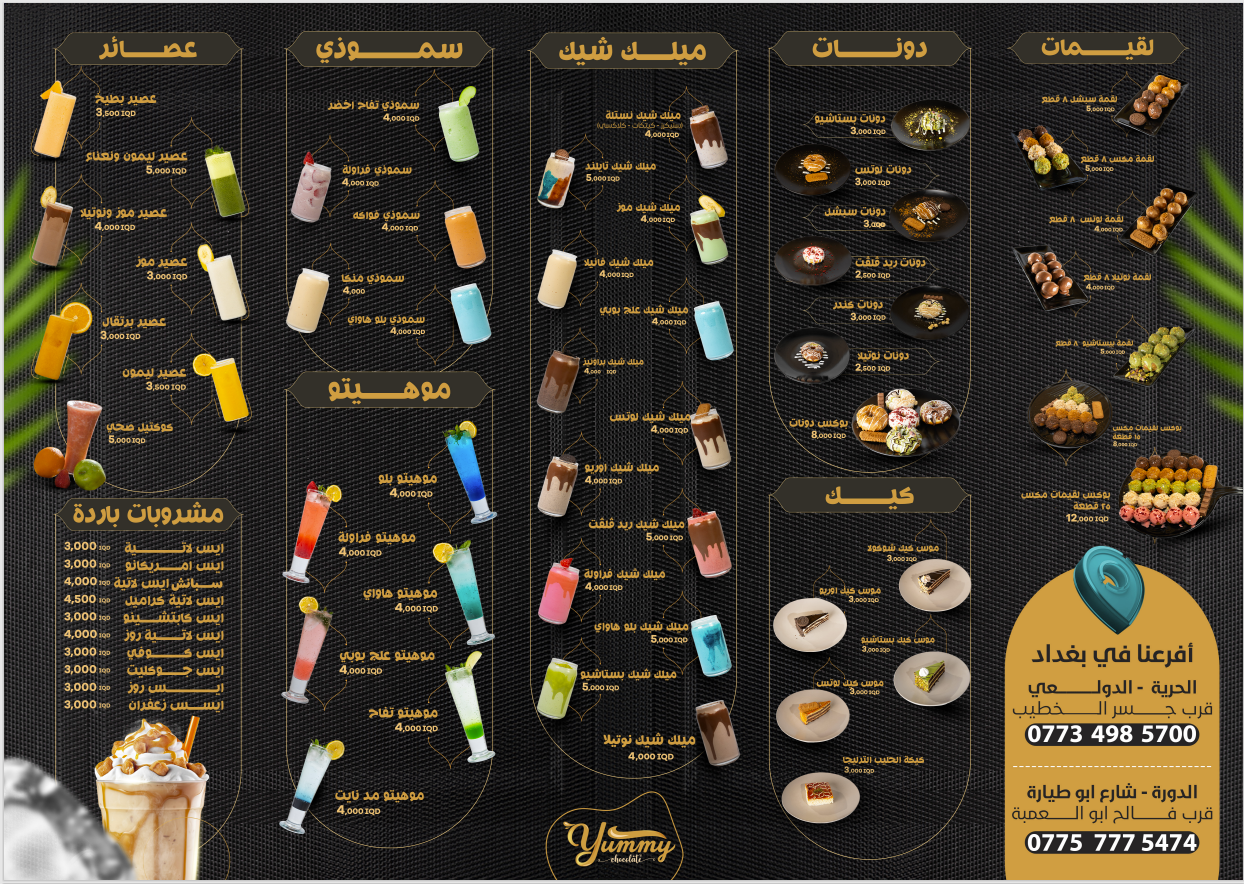 لقيمات
لقمة سبشل ٨ قطع
5,000 IQD
لقمة مكس ٨ قطع
5,000 IQD
لقمة لوتس ٨ قطع
4,000 IQD
لقمة نوتيلا ٨ قطع
4,000 IQD
لقمة بيستاشيو ٨ قطع
5,000 IQD
بوكس لقيمات مكس
١٥ قطعة
8,000 IQD
بوكس لقيمات مكس
٢٥ قطعة
12,000 IQD
أفرعنا في بغداد
الحرية - الدولعي
قرب جسر الخطيب
0773 498 5700
الدورة - شارع ابو طيارة
قرب فالح ابو العمبة
0775 777 5474
دونات
دونات بستاشيو
3,000 IQD
دونات لوتس
3,000 IQD
دونات سبشل
دونات ريد فلفت
2,500 IQD
دونات كندر
3,000 IQD
دونات نوتيلا
2,500 IQD
بوكس دونات
8,000 IQD
كيك
موس كيك شوكولا
3,000 IQD
موس كيك اوريو
3,000 IQD
موس كيك بستاشيو
3,000 IQD
موس كيك لوتس
3,000 IQD
كيكة الحليب التدليجا
3,000 IQD
ميلك شيك
ميلك شيك نستلة
(سنيكرز - كيتكات - كلاكسي)
4,000 IQD
ميلك شيك تايلند
5,000 IQD
ميلك شيك موز
4,000 IQD
ميلك شيك فانيلا
4,000 IQD
ميلك شيك علج بوبي
4,000 IQD
ميلك شيك براونيز
4,000 IQD
ميلك شيك لوتس
4,000 IQD
ميلك شيك اوريو
4,000 IQD
ميلك شيك ريد فلفت
5,000 IQD
ميلك شيك فراولة
4,000 IQD
ميلك شيك بلو هاواي
5,000 IQD
ميلك شيك بستاشيو
5,000 IQD
ميلك شيك نوتيلا
4,000 IQD
Yummy
chocolate
سموذي
سموذي تفاح اخضر
4,000 IQD
سموذي فراولة
4,000 IQD
سموذي فواكه
4,000 IQD
سموذي منكا
4,000
سموذي بلو هاواي
4,000 IQD
موهيتو
موهيتو بلو
4,000 IQD
موهيتو فراولة
4,000 IQD
موهيتو هاواي
4,000 IQD
موهيتو علج بوبي
4,000 IQD
موهيتو تفاح
4,000 IQD
موهيتو مد نايت
4,000 IQD
عصائر
عصير بطيخ
3,500 IQD
عصير ليمون ونعناع
5,000 IQD
عصير موز ونوتيلا
4,000 IQD
عصير موز
3,000 IQD
عصير برتقال
3,000 IQD
عصير ليمون
3,500 IQD
كوكتيل صحي
5,000 IQD
مشروبات باردة
ايس لاتية 3,000 IQD
ايس امريكانو 3,000 IQD
سبانش ايس لاتية 4,000 IQD
ايس لاتية كراميل 4,500 IQD
ايس كابتشينو 3,000 IQD
ايس لاتية روز 4,000 IQD
ايس كوفي 3,000 IQD
ايس جوكليت 3,000 IQD
ايس روز 3,000 IQD
ايس زعفران 3,000 IQD